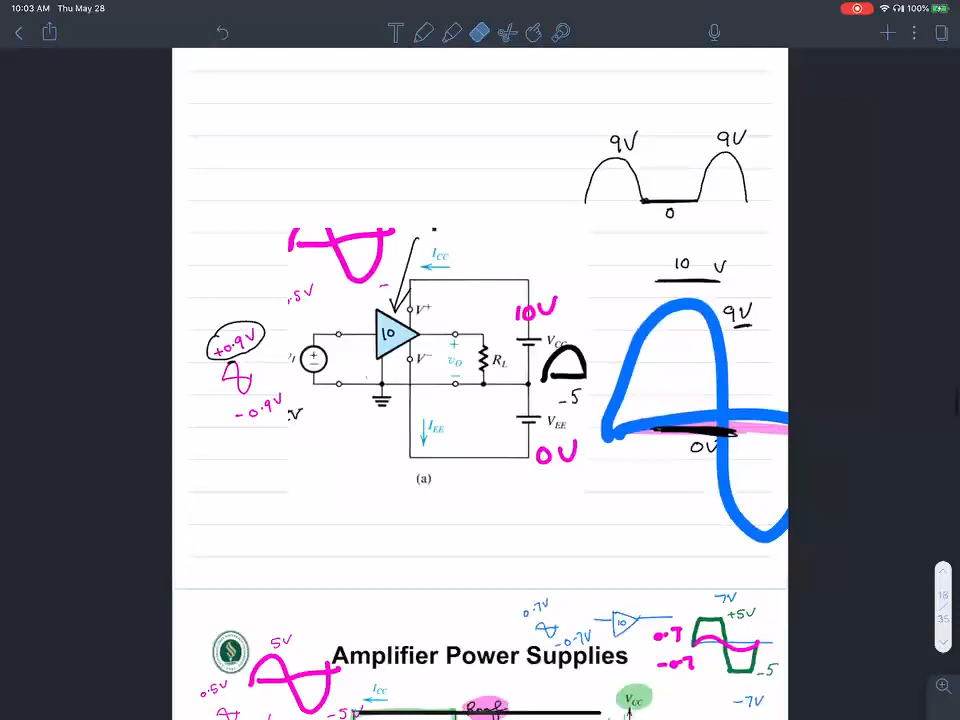 10:03 AM Thu May 28
100%
T
9V
9V
0
10 V
9V
I_CC
.5V
V+
10V
V_CC
10
+0.9V
+
v_O
−
R_L
V−
-5
-0.9V
V_EE
I_EE
0V
0V
(a)
18
35
0.7V
-0.7V
10
7V
+5V
0.7
-0.7
-5
-7V
5V
Amplifier Power Supplies
0.5V
-5V
I_CC
V_CC